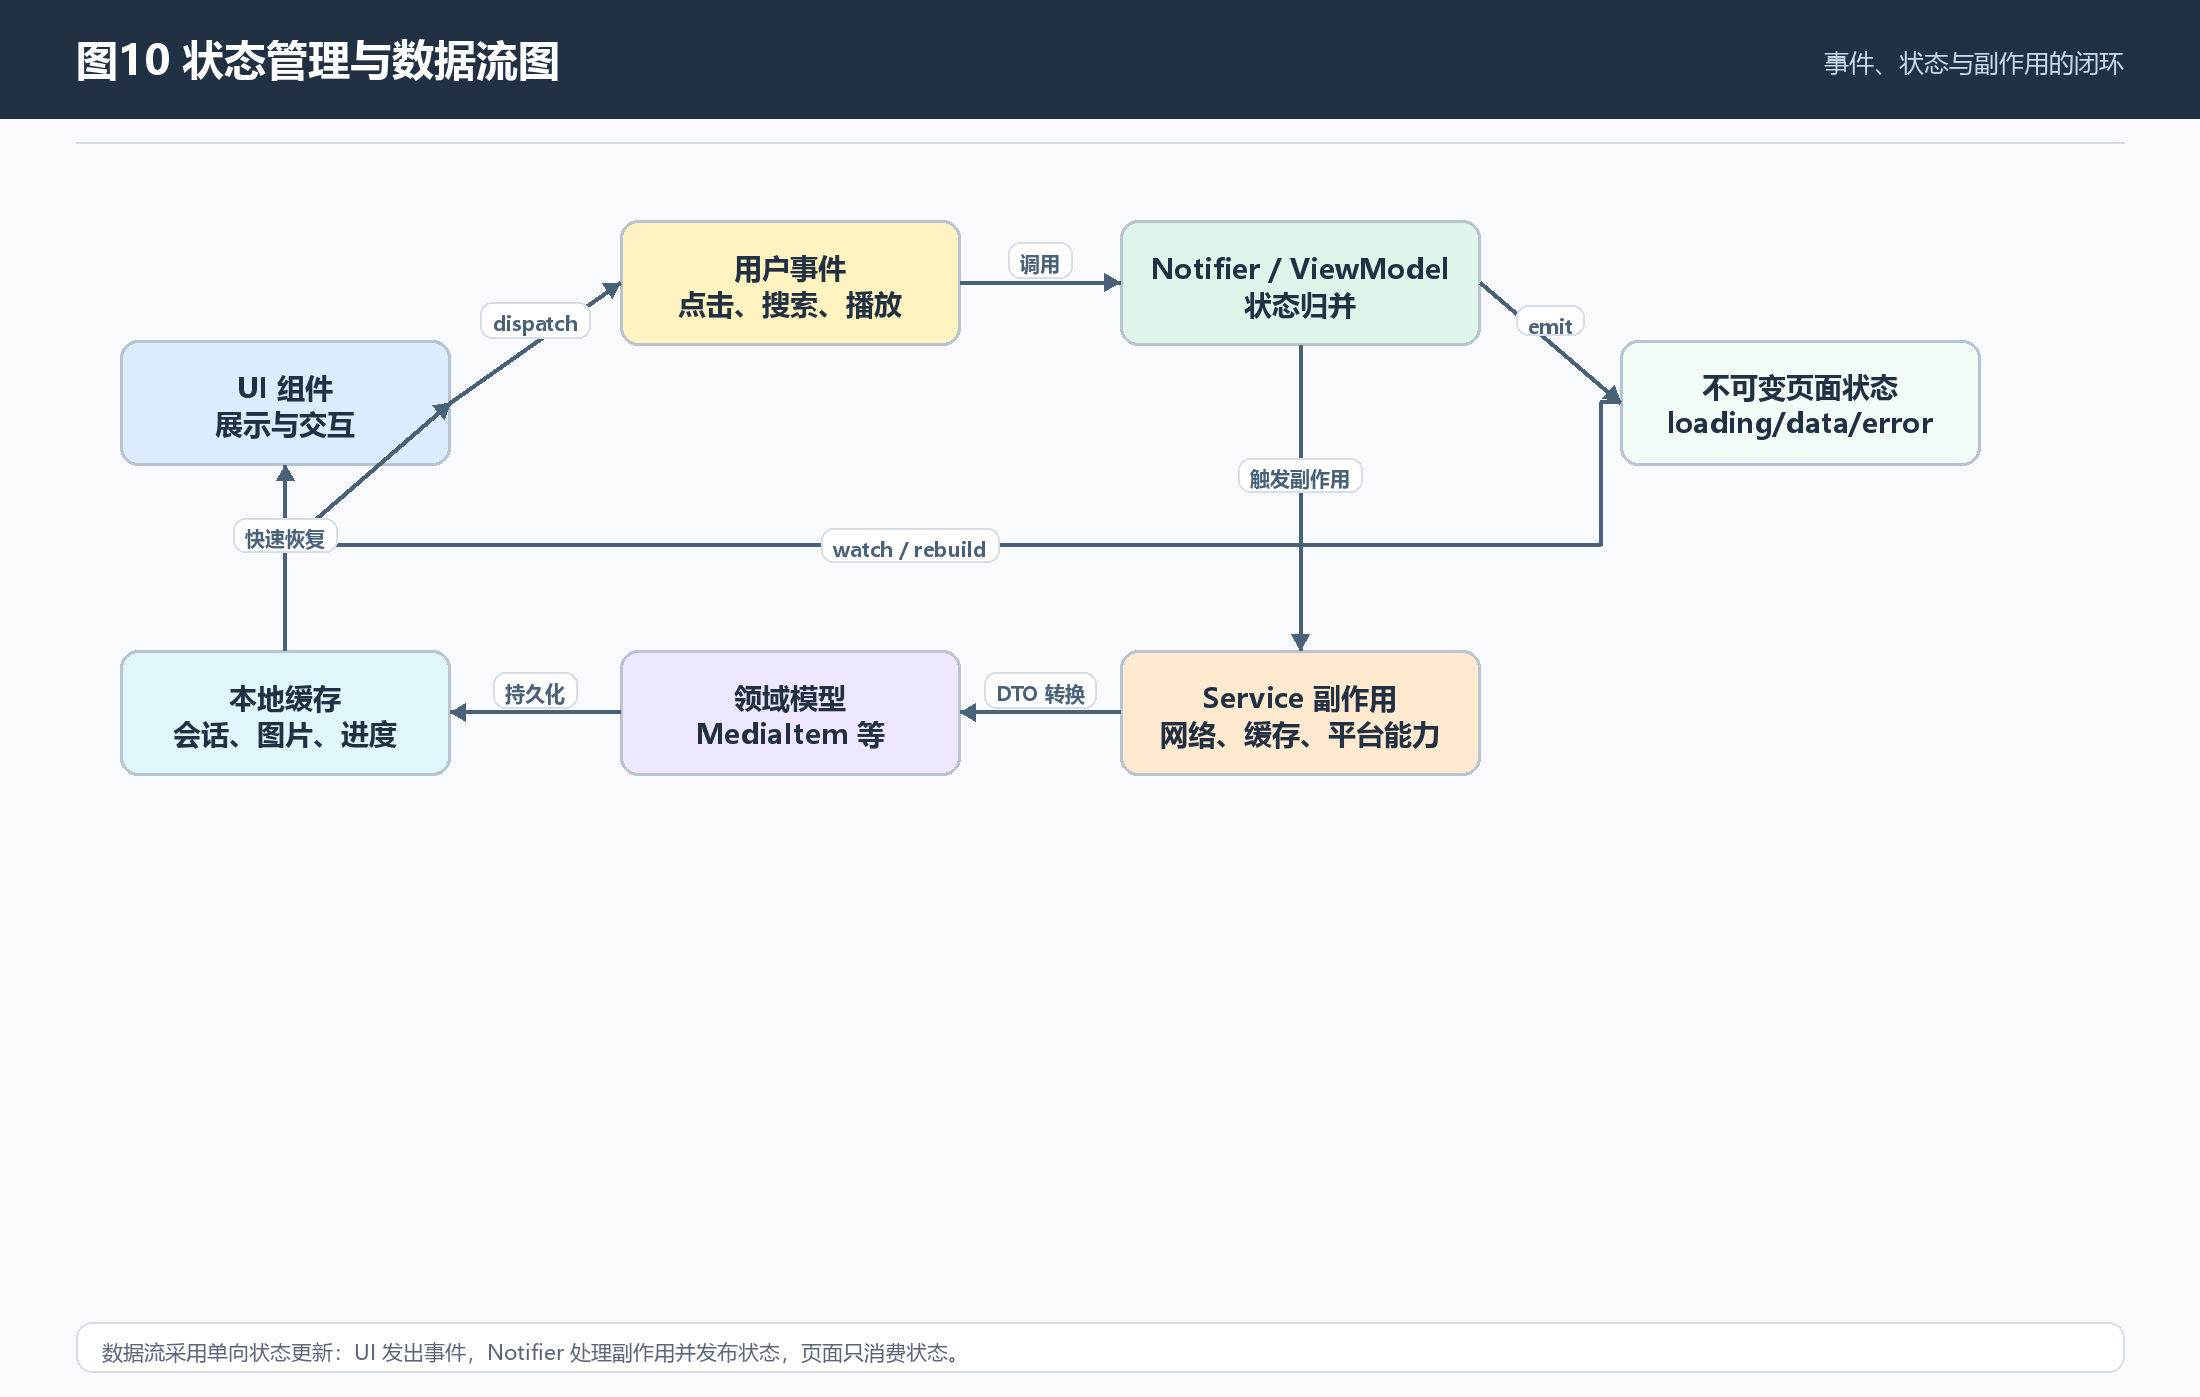 图10 状态管理与数据流图
事件、状态与副作用的闭环
用户事件
点击、搜索、播放
调用
Notifier / ViewModel
状态归并
dispatch
emit
UI 组件
展示与交互
不可变页面状态
loading/data/error
触发副作用
快速恢复
watch / rebuild
本地缓存
会话、图片、进度
持久化
领域模型
MediaItem 等
DTO 转换
Service 副作用
网络、缓存、平台能力
数据流采用单向状态更新：UI 发出事件，Notifier 处理副作用并发布状态，页面只消费状态。